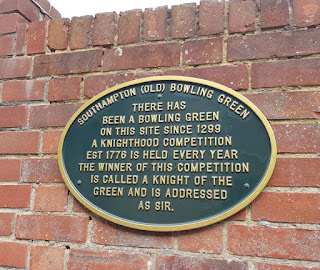 SOUTHAMPTON (OLD) BOWLING GREEN
THERE HAS
BEEN A BOWLING GREEN
ON THIS SITE SINCE 1299
A KNIGHTHOOD COMPETITION
EST 1776 IS HELD EVERY YEAR
THE WINNER OF THIS COMPETITION
IS CALLED A KNIGHT OF THE
GREEN AND IS ADDRESSED
AS SIR.